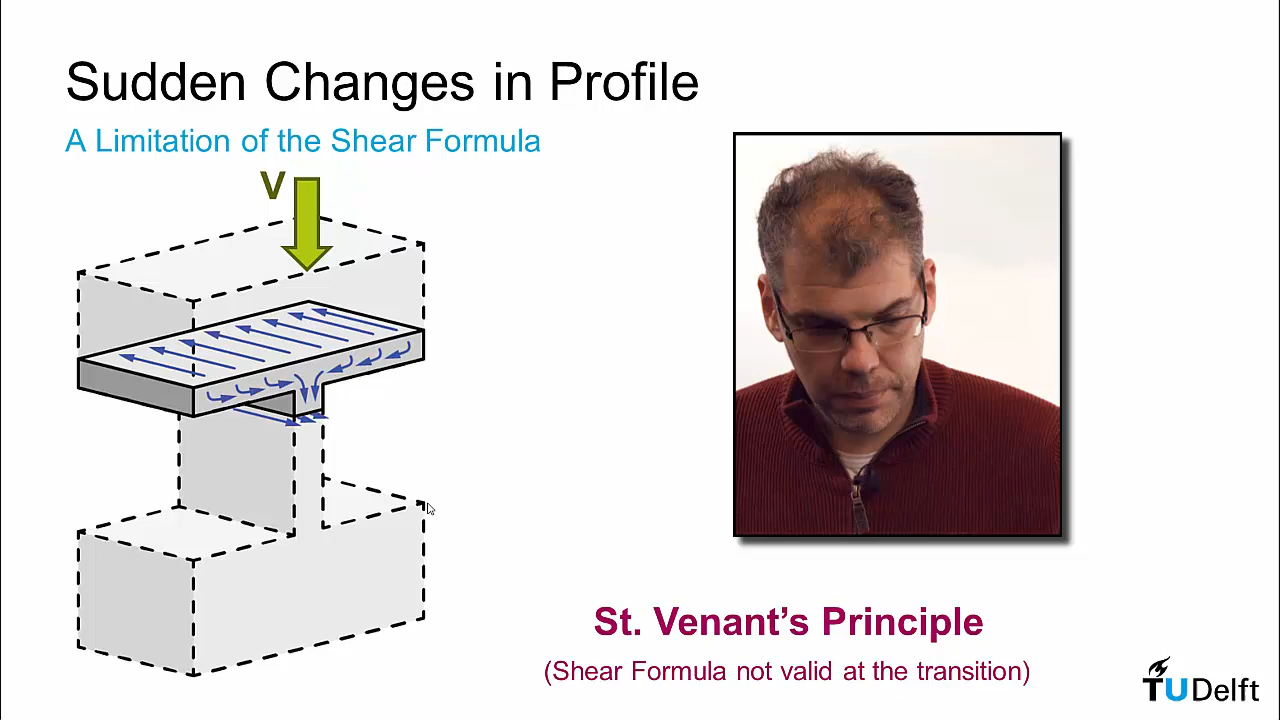 Sudden Changes in Profile
A Limitation of the Shear Formula
V
St. Venant's Principle
(Shear Formula not valid at the transition)
TUDelft